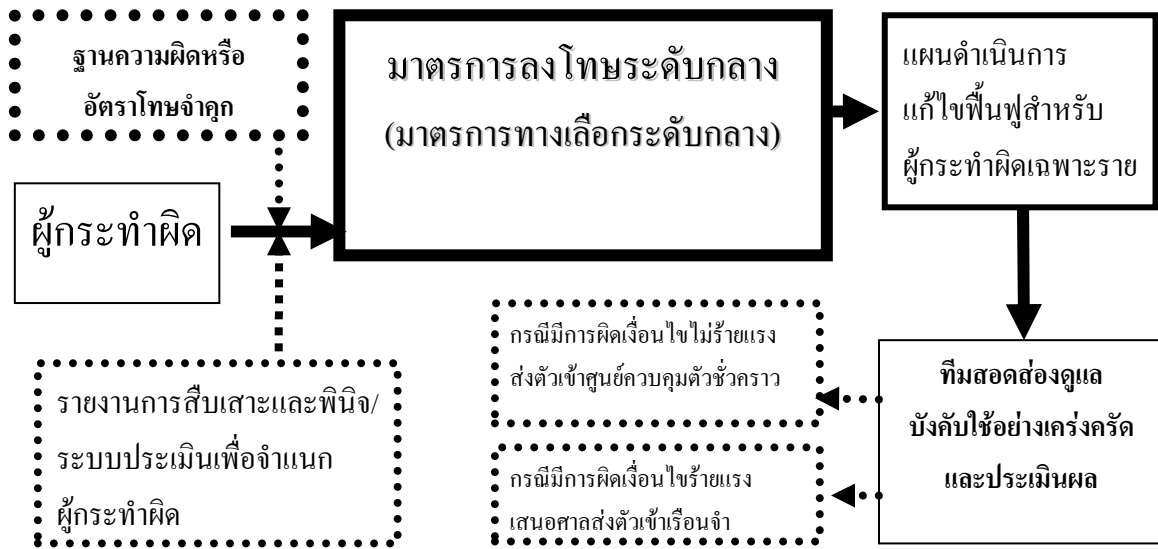 ฐานความผิดหรือ
อัตราโทษจำคุก
มาตรการลงโทษระดับกลาง
(มาตรการทางเลือกระดับกลาง)
แผนดำเนินการ
แก้ไขฟื้นฟูสำหรับ
ผู้กระทำผิดเฉพาะราย
ผู้กระทำผิด
กรณีมีการผิดเงื่อนไขไม่ร้ายแรง
ส่งตัวเข้าศูนย์ควบคุมตัวชั่วคราว
ทีมสอดส่องดูแล
บังคับใช้อย่างเคร่งครัด
และประเมินผล
รายงานการสืบเสาะและพินิจ/
ระบบประเมินเพื่อจำแนก
ผู้กระทำผิด
กรณีมีการผิดเงื่อนไขร้ายแรง
เสนอศาลส่งตัวเข้าเรือนจำ